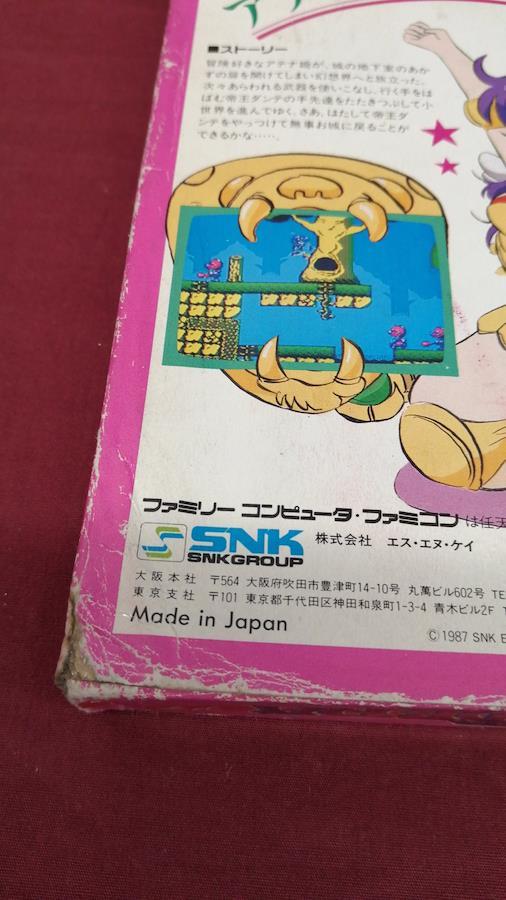 アテ
■ストーリー
冒険好きなアテナ姫が、城の地下室のあか
ずの扉を開けてしまい幻想界へと旅立った。
次々あらわれる武器を使いこなし、行く手をは
ばむ帝王ダンテの手先達をたたきつぶして小
世界を進んでゆく。さあ、はたして帝王ダ
ンテをやっつけて無事お城に戻ることが
できるかな……。
ファミリー コンピュータ・ファミコン は任天
SNK 株式会社 エス・エヌ・ケイ
SNK GROUP
大阪本社 〒564 大阪府吹田市豊津町14-10号 丸萬ビル602号 TE
東京支社 〒101 東京都千代田区神田和泉町1-3-4 青木ビル2F T
Made in Japan
© 1987 SNK E